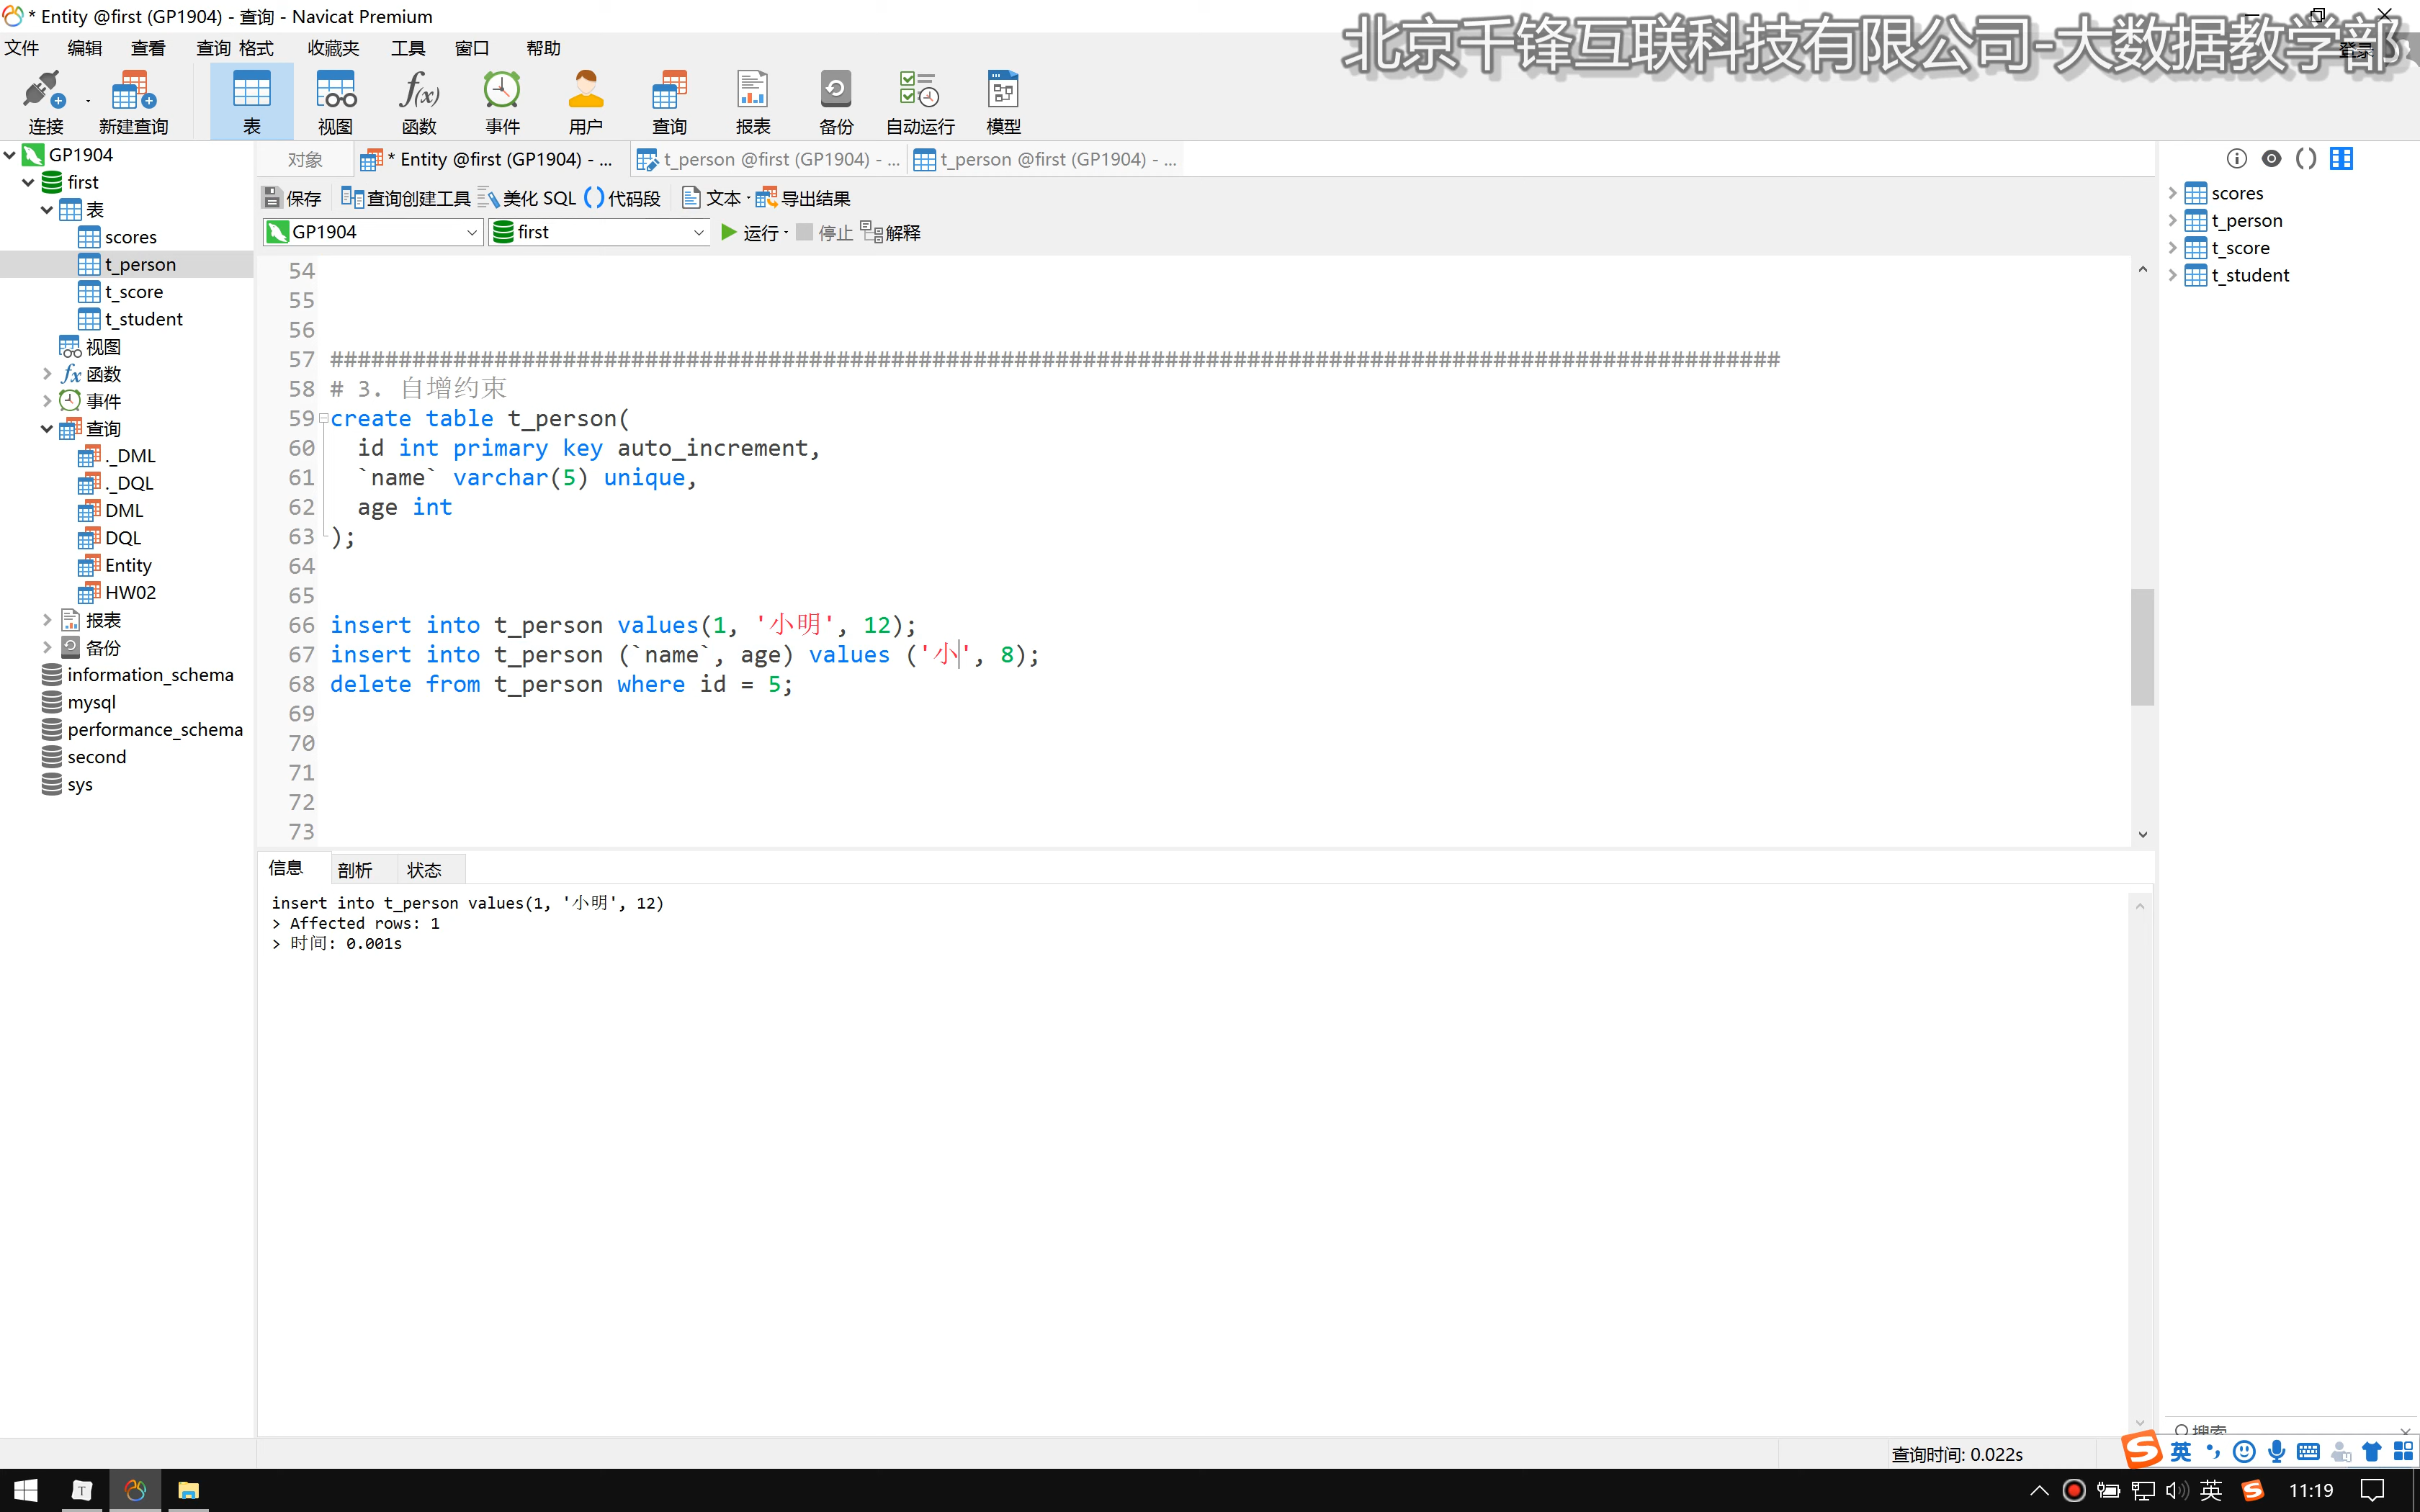 * Entity @first (GP1904) - 查询 - Navicat Premium
北京千锋互联科技有限公司-大数据教学部
文件 编辑 查看 查询 格式 收藏夹 工具 窗口 帮助
登录
连接 新建查询 表 视图 函数 事件 用户 查询 报表 备份 自动运行 模型
对象 * Entity @first (GP1904) - ... t_person @first (GP1904) - ... t_person @first (GP1904) - ...
保存 查询创建工具 美化 SQL 代码段 文本 导出结果
GP1904 first 运行 停止 解释
GP1904
first
表
scores
t_person
t_score
t_student
视图
函数
事件
查询
._DML
._DQL
DML
DQL
Entity
HW02
报表
备份
information_schema
mysql
performance_schema
second
sys
54
55
56
57 ##########################################################################################################
58 # 3. 自增约束
59 create table t_person(
60 id int primary key auto_increment,
61 `name` varchar(5) unique,
62 age int
63 );
64
65
66 insert into t_person values(1, '小明', 12);
67 insert into t_person (`name`, age) values ('小', 8);
68 delete from t_person where id = 5;
69
70
71
72
73
信息 剖析 状态
insert into t_person values(1, '小明', 12)
> Affected rows: 1
> 时间: 0.001s
scores
t_person
t_score
t_student
搜索
查询时间: 0.022s
英
英 11:19